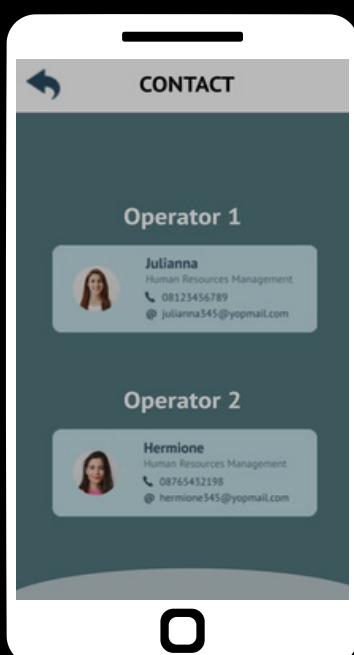 CONTACT
Operator 1
Julianna
Human Resources Management
08123456789
@ julianna345@yopmail.com
Operator 2
Hermione
Human Resources Management
08765432198
@ hermione345@yopmail.com